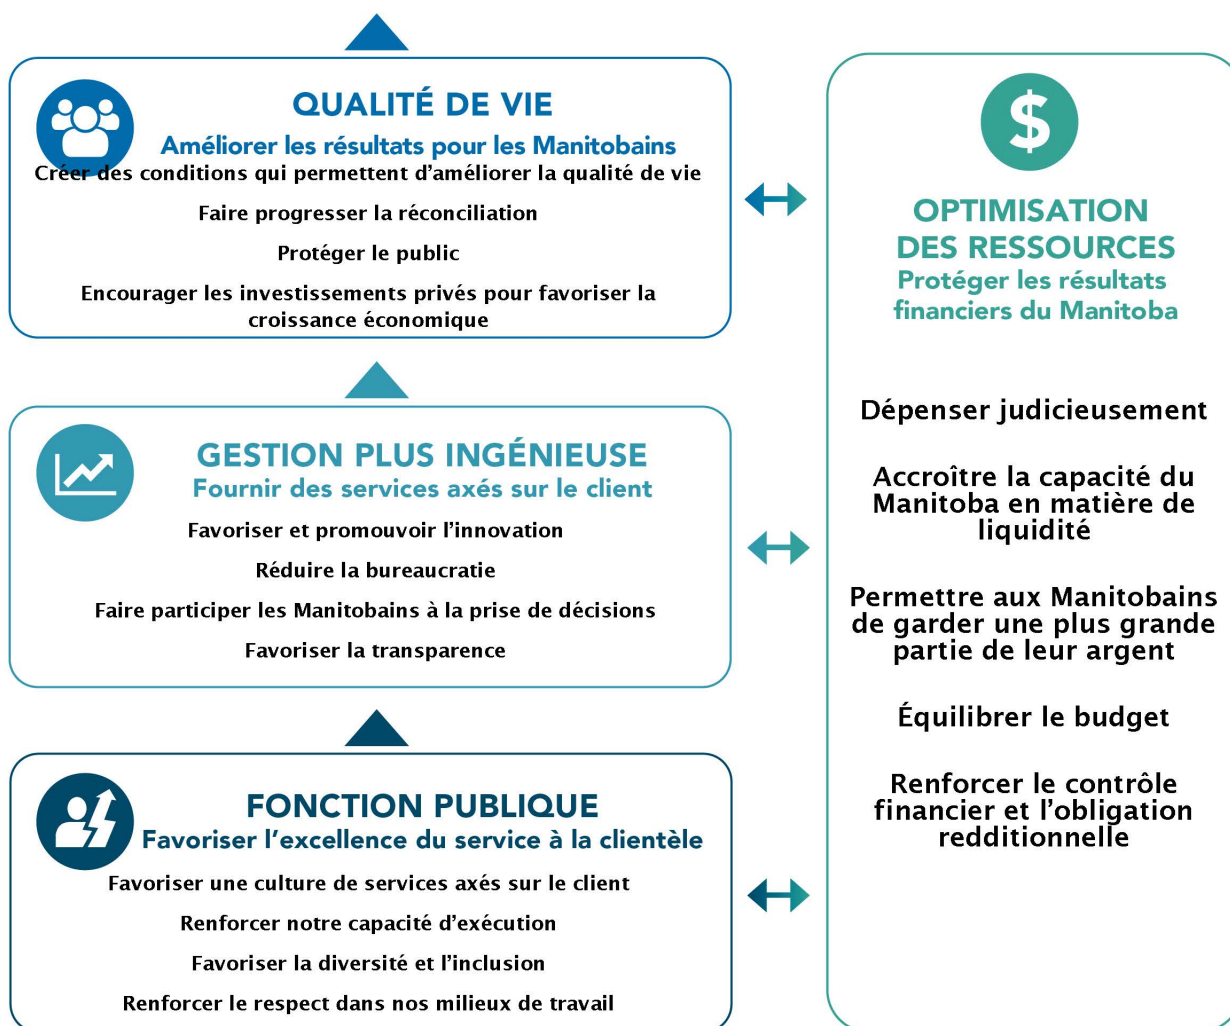 QUALITÉ DE VIE
Améliorer les résultats pour les Manitobains
Créer des conditions qui permettent d'améliorer la qualité de vie
Faire progresser la réconciliation
Protéger le public
Encourager les investissements privés pour favoriser la
croissance économique
GESTION PLUS INGÉNIEUSE
Fournir des services axés sur le client
Favoriser et promouvoir l'innovation
Réduire la bureaucratie
Faire participer les Manitobains à la prise de décisions
Favoriser la transparence
FONCTION PUBLIQUE
Favoriser l'excellence du service à la clientèle
Favoriser une culture de services axés sur le client
Renforcer notre capacité d'exécution
Favoriser la diversité et l'inclusion
Renforcer le respect dans nos milieux de travail
$
OPTIMISATION
DES RESSOURCES
Protéger les résultats
financiers du Manitoba
Dépenser judicieusement
Accroître la capacité du
Manitoba en matière de
liquidité
Permettre aux Manitobains
de garder une plus grande
partie de leur argent
Équilibrer le budget
Renforcer le contrôle
financier et l'obligation
redditionnelle